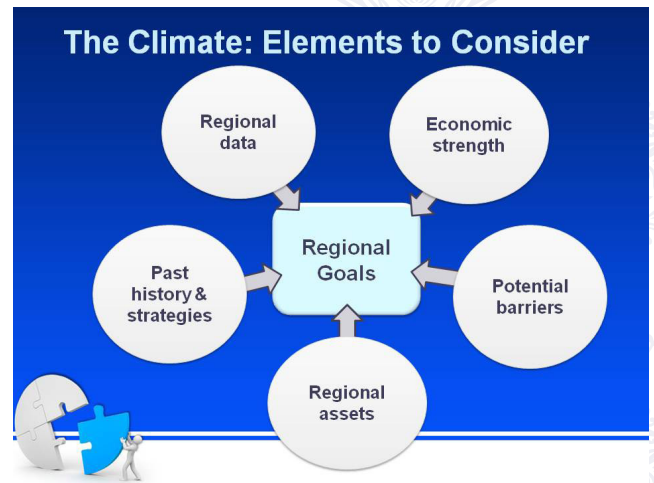 The Climate: Elements to Consider
Regional
data
Economic
strength
Regional
Goals
Past
history &
strategies
Potential
barriers
Regional
assets